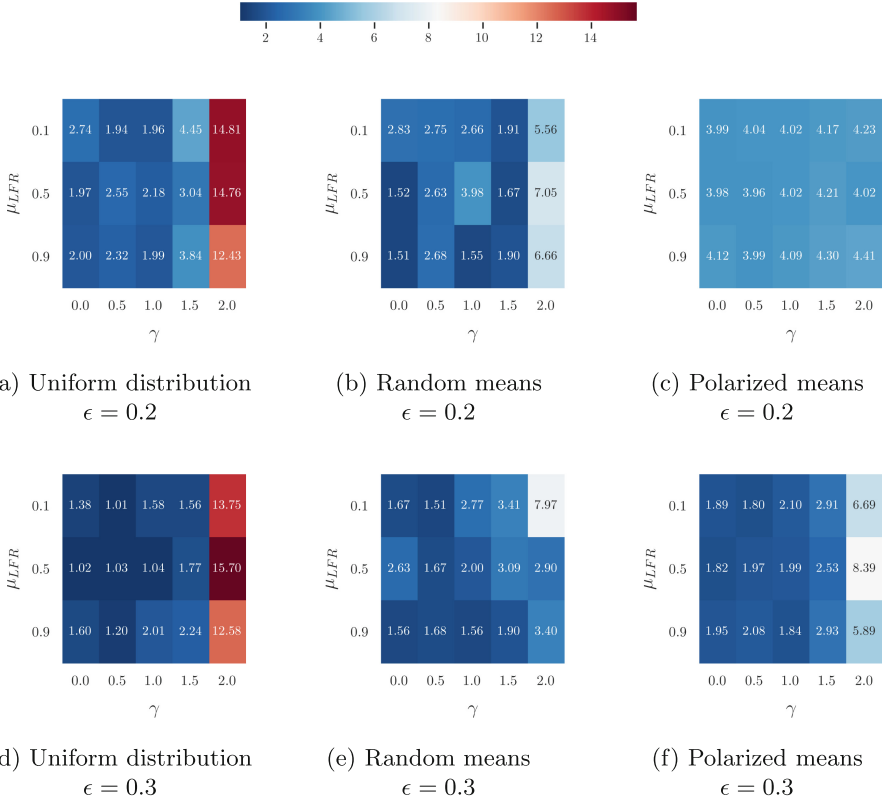 2 4 6 8 10 12 14
0.1 2.74 1.94 1.96 4.45 14.81
0.5 1.97 2.55 2.18 3.04 14.76
0.9 2.00 2.32 1.99 3.84 12.43
μLFR
0.0 0.5 1.0 1.5 2.0
γ
a) Uniform distribution
ϵ = 0.2
0.1 2.83 2.75 2.66 1.91 5.56
0.5 1.52 2.63 3.98 1.67 7.05
0.9 1.51 2.68 1.55 1.90 6.66
μLFR
0.0 0.5 1.0 1.5 2.0
γ
(b) Random means
ϵ = 0.2
0.1 3.99 4.04 4.02 4.17 4.23
0.5 3.98 3.96 4.02 4.21 4.02
0.9 4.12 3.99 4.09 4.30 4.41
μLFR
0.0 0.5 1.0 1.5 2.0
γ
(c) Polarized means
ϵ = 0.2
0.1 1.38 1.01 1.58 1.56 13.75
0.5 1.02 1.03 1.04 1.77 15.70
0.9 1.60 1.20 2.01 2.24 12.58
μLFR
0.0 0.5 1.0 1.5 2.0
γ
d) Uniform distribution
ϵ = 0.3
0.1 1.67 1.51 2.77 3.41 7.97
0.5 2.63 1.67 2.00 3.09 2.90
0.9 1.56 1.68 1.56 1.90 3.40
μLFR
0.0 0.5 1.0 1.5 2.0
γ
(e) Random means
ϵ = 0.3
0.1 1.89 1.80 2.10 2.91 6.69
0.5 1.82 1.97 1.99 2.53 8.39
0.9 1.95 2.08 1.84 2.93 5.89
μLFR
0.0 0.5 1.0 1.5 2.0
γ
(f) Polarized means
ϵ = 0.3